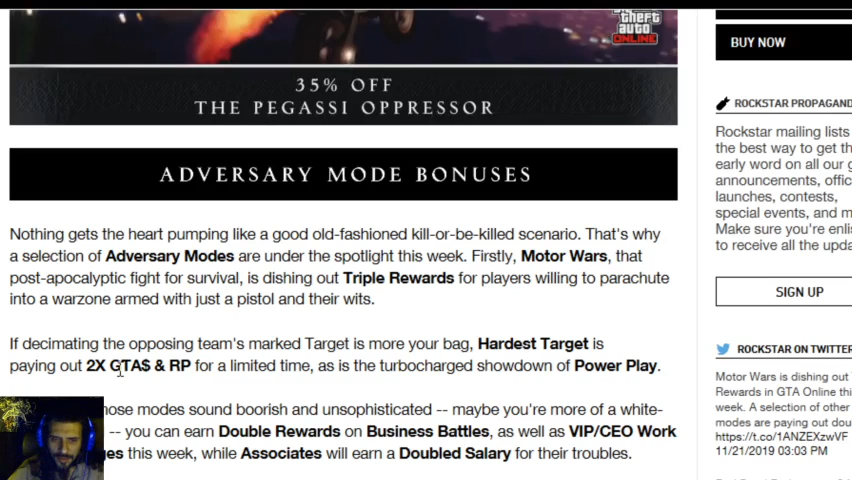 theft
auto
ONLINE
35% OFF
THE PEGASSI OPPRESSOR
ADVERSARY MODE BONUSES
Nothing gets the heart pumping like a good old-fashioned kill-or-be-killed scenario. That's why
a selection of Adversary Modes are under the spotlight this week. Firstly, Motor Wars, that
post-apocalyptic fight for survival, is dishing out Triple Rewards for players willing to parachute
into a warzone armed with just a pistol and their wits.
If decimating the opposing team's marked Target is more your bag, Hardest Target is
paying out 2X GTA$ & RP for a limited time, as is the turbocharged showdown of Power Play.
hose modes sound boorish and unsophisticated -- maybe you're more of a white-
-- you can earn Double Rewards on Business Battles, as well as VIP/CEO Work
ges this week, while Associates will earn a Doubled Salary for their troubles.
BUY NOW
ROCKSTAR PROPAGAND
Rockstar mailing lists
the best way to get th
early word on all our g
announcements, offic
launches, contests,
special events, and m
Make sure you're enlis
to receive all the upda
SIGN UP
ROCKSTAR ON TWITTER
Motor Wars is dishing out
Rewards in GTA Online thi
week. A selection of other
modes are paying out dou
https://t.co/1ANZEXzwVF
11/21/2019 03:03 PM